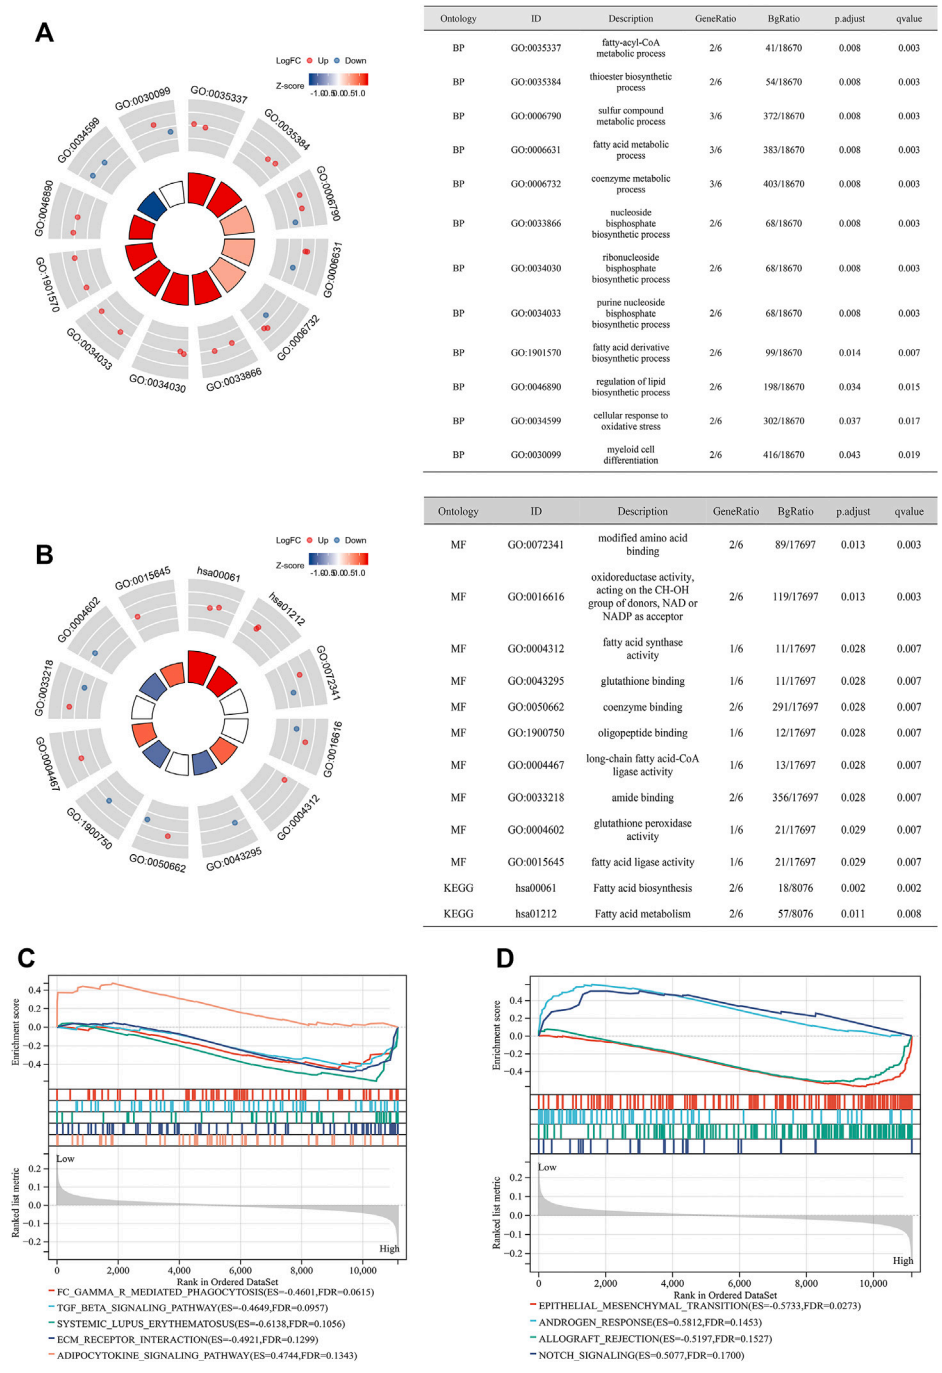 A
LogFC Up Down
Z-score
-1.0-0.50.00.51.0
GO:0035337
GO:0035384
GO:0006790
GO:0006631
GO:0006732
GO:0033866
GO:0034030
GO:0034033
GO:1901570
GO:0046890
GO:0034599
GO:0030099
Ontology ID Description GeneRatio BgRatio p.adjust qvalue
BP GO:0035337 fatty-acyl-CoA metabolic process 2/6 41/18670 0.008 0.003
BP GO:0035384 thioester biosynthetic process 2/6 54/18670 0.008 0.003
BP GO:0006790 sulfur compound metabolic process 3/6 372/18670 0.008 0.003
BP GO:0006631 fatty acid metabolic process 3/6 383/18670 0.008 0.003
BP GO:0006732 coenzyme metabolic process 3/6 403/18670 0.008 0.003
BP GO:0033866 nucleoside bisphosphate biosynthetic process 2/6 68/18670 0.008 0.003
BP GO:0034030 ribonucleoside bisphosphate biosynthetic process 2/6 68/18670 0.008 0.003
BP GO:0034033 purine nucleoside bisphosphate biosynthetic process 2/6 68/18670 0.008 0.003
BP GO:1901570 fatty acid derivative biosynthetic process 2/6 99/18670 0.014 0.007
BP GO:0046890 regulation of lipid biosynthetic process 2/6 198/18670 0.034 0.015
BP GO:0034599 cellular response to oxidative stress 2/6 302/18670 0.037 0.017
BP GO:0030099 myeloid cell differentiation 2/6 416/18670 0.043 0.019
B
LogFC Up Down
Z-score
-1.0-0.50.00.51.0
hsa00061
hsa01212
GO:0072341
GO:0016616
GO:0004312
GO:0043295
GO:0050662
GO:1900750
GO:0004467
GO:0033218
GO:0004602
GO:0015645
Ontology ID Description GeneRatio BgRatio p.adjust qvalue
MF GO:0072341 modified amino acid binding 2/6 89/17697 0.013 0.003
MF GO:0016616 oxidoreductase activity, acting on the CH-OH group of donors, NAD or NADP as acceptor 2/6 119/17697 0.013 0.003
MF GO:0004312 fatty acid synthase activity 1/6 11/17697 0.028 0.007
MF GO:0043295 glutathione binding 1/6 11/17697 0.028 0.007
MF GO:0050662 coenzyme binding 2/6 291/17697 0.028 0.007
MF GO:1900750 oligopeptide binding 1/6 12/17697 0.028 0.007
MF GO:0004467 long-chain fatty acid-CoA ligase activity 1/6 13/17697 0.028 0.007
MF GO:0033218 amide binding 2/6 356/17697 0.028 0.007
MF GO:0004602 glutathione peroxidase activity 1/6 21/17697 0.029 0.007
MF GO:0015645 fatty acid ligase activity 1/6 21/17697 0.029 0.007
KEGG hsa00061 Fatty acid biosynthesis 2/6 18/8076 0.002 0.002
KEGG hsa01212 Fatty acid metabolism 2/6 57/8076 0.011 0.008
C
Enrichment score
0.4
0.2
0.0
−0.2
−0.4
Low
Ranked list metric
0.2
0.1
0.0
−0.1
−0.2
High
0 2,000 4,000 6,000 8,000 10,000
Rank in Ordered DataSet
FC_GAMMA_R_MEDIATED_PHAGOCYTOSIS(ES=-0.4601,FDR=0.0615)
TGF_BETA_SIGNALING_PATHWAY(ES=-0.4649,FDR=0.0957)
SYSTEMIC_LUPUS_ERYTHEMATOSUS(ES=-0.6138,FDR=0.1056)
ECM_RECEPTOR_INTERACTION(ES=-0.4921,FDR=0.1299)
ADIPOCYTOKINE_SIGNALING_PATHWAY(ES=0.4744,FDR=0.1343)
D
Enrichment score
0.4
0.2
0.0
−0.2
−0.4
Low
Ranked list metric
0.2
0.1
0.0
−0.1
−0.2
High
0 2,000 4,000 6,000 8,000 10,000
Rank in Ordered DataSet
EPITHELIAL_MESENCHYMAL_TRANSITION(ES=-0.5733,FDR=0.0273)
ANDROGEN_RESPONSE(ES=0.5812,FDR=0.1453)
ALLOGRAFT_REJECTION(ES=-0.5197,FDR=0.1527)
NOTCH_SIGNALING(ES=0.5077,FDR=0.1700)